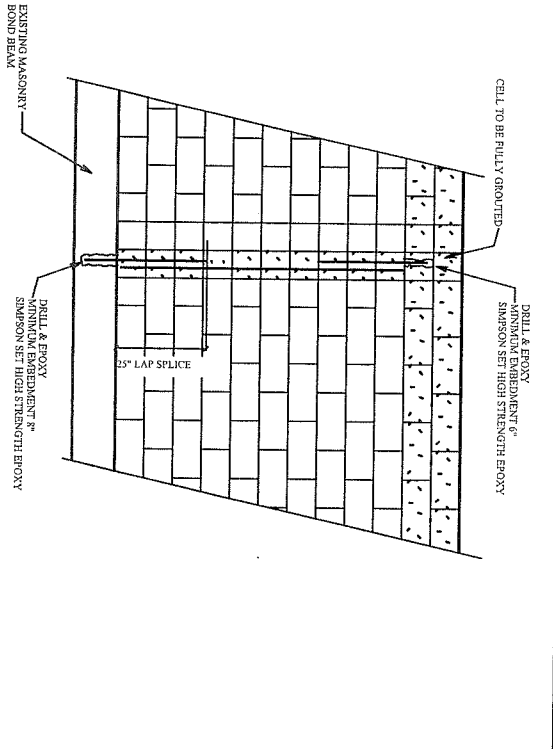 CELL TO BE FULLY GROUTED
DRILL & EPOXY
MINIMUM EMBEDMENT 6"
SIMPSON SET HIGH STRENGTH EPOXY
25" LAP SPLICE
EXISTING MASONRY
BOND BEAM
DRILL & EPOXY
MINIMUM EMBEDMENT 8"
SIMPSON SET HIGH STRENGTH EPOXY